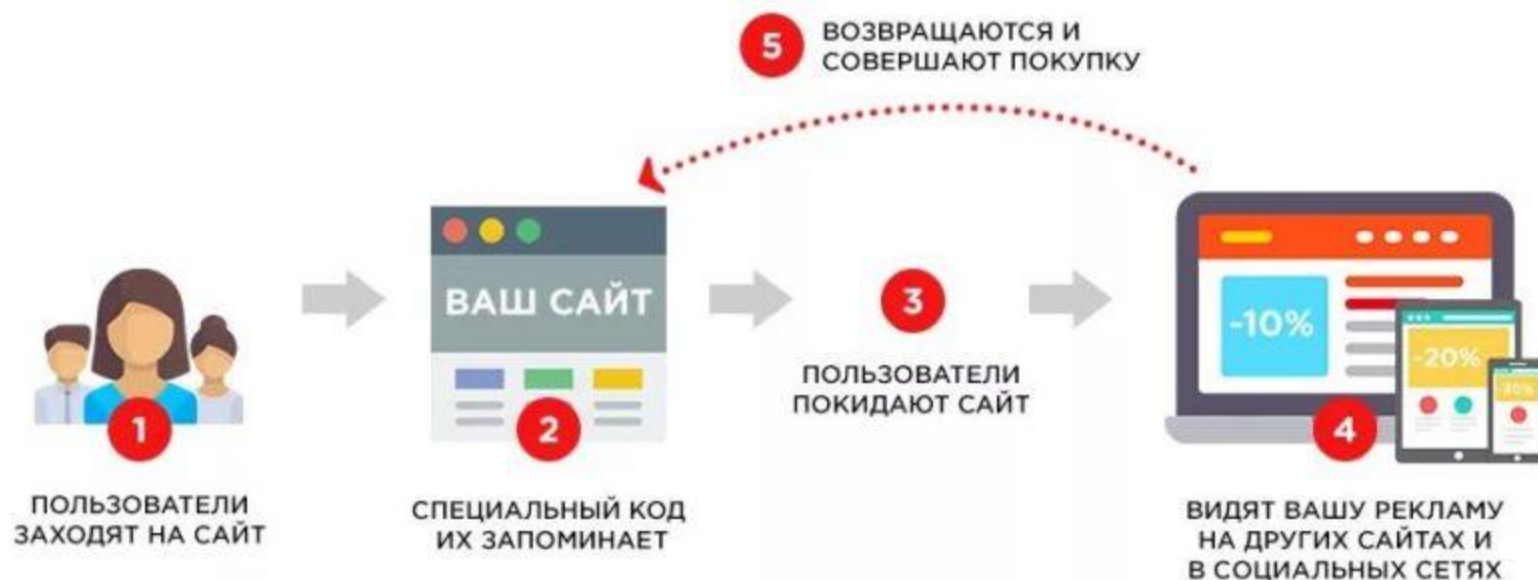 5
ВОЗВРАЩАЮТСЯ И
СОВЕРШАЮТ ПОКУПКУ
1
ПОЛЬЗОВАТЕЛИ
ЗАХОДЯТ НА САЙТ
ВАШ САЙТ
2
СПЕЦИАЛЬНЫЙ КОД
ИХ ЗАПОМИНАЕТ
3
ПОЛЬЗОВАТЕЛИ
ПОКИДАЮТ САЙТ
-10%
-20%
4
ВИДЯТ ВАШУ РЕКЛАМУ
НА ДРУГИХ САЙТАХ И
В СОЦИАЛЬНЫХ СЕТЯХ